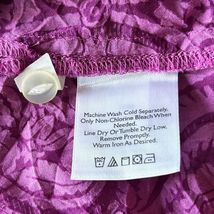 Machine Wash Cold Separately,
Only Non-Chlorine Bleach When
Needed.
Line Dry Or Tumble Dry Low.
Remove Promptly.
Warm Iron As Desired.